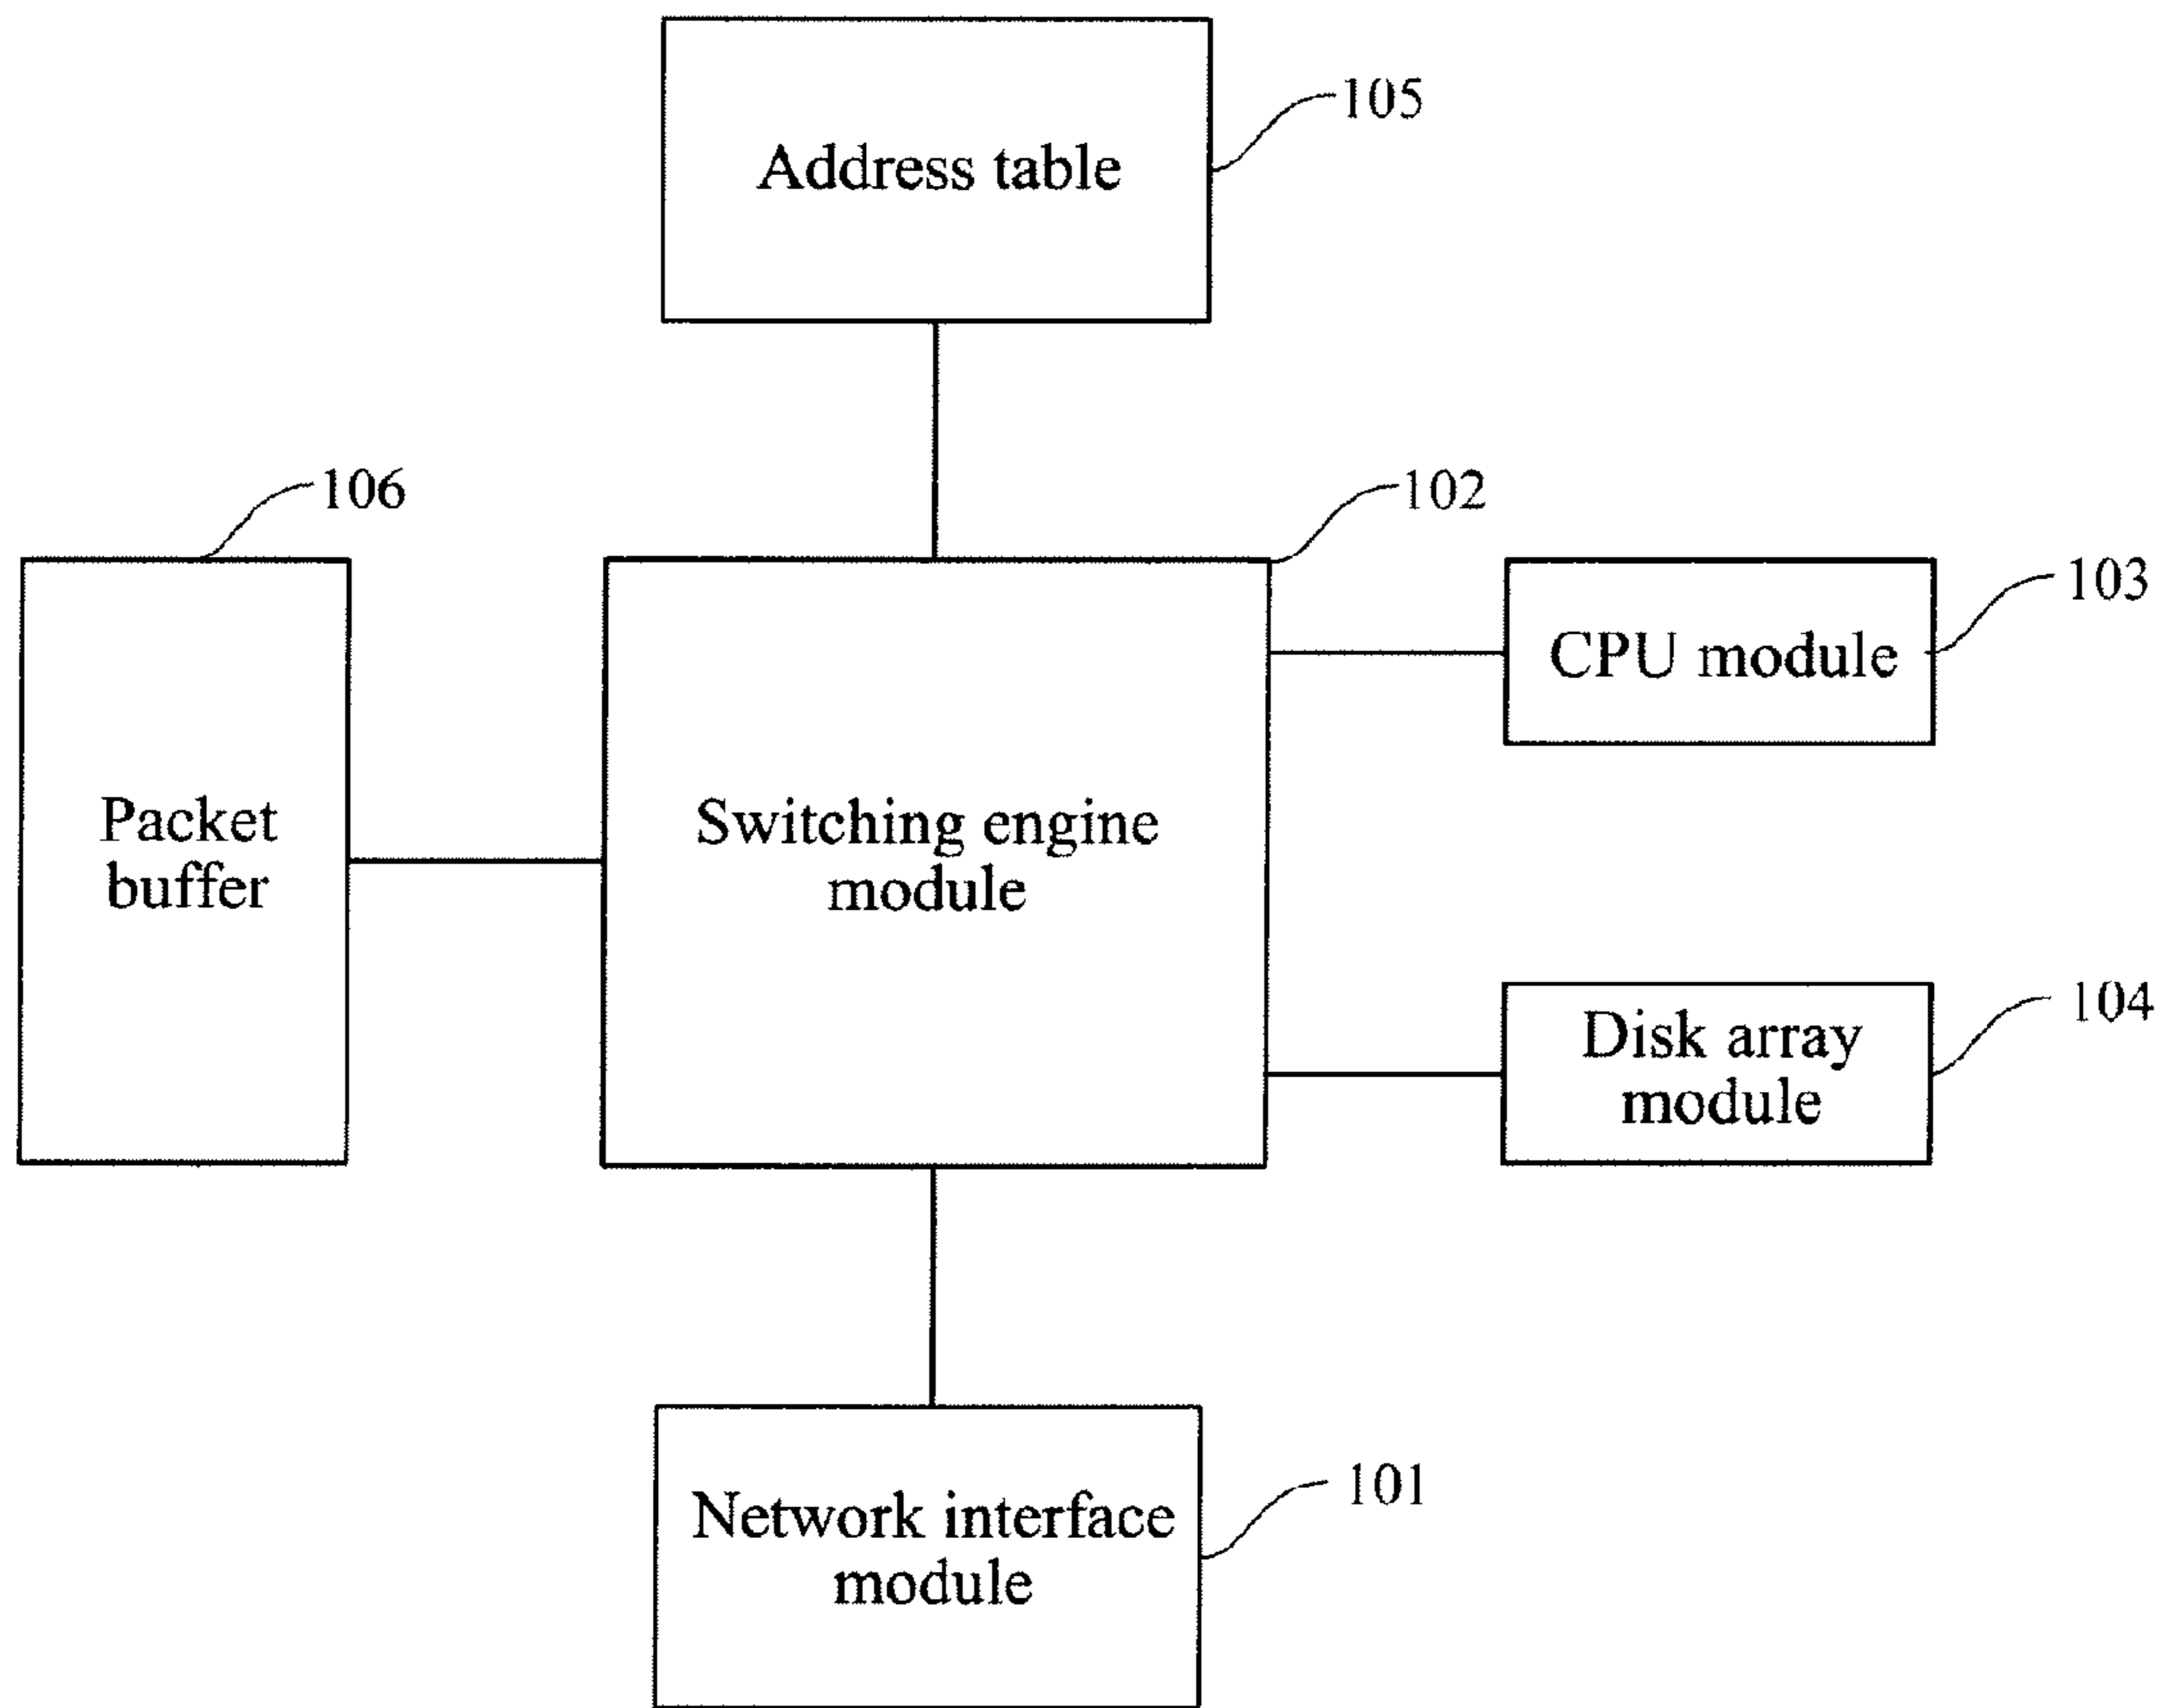 105
Address table
106
102
103
CPU module
Packet
buffer
Switching engine
module
104
Disk array
module
101
Network interface
module